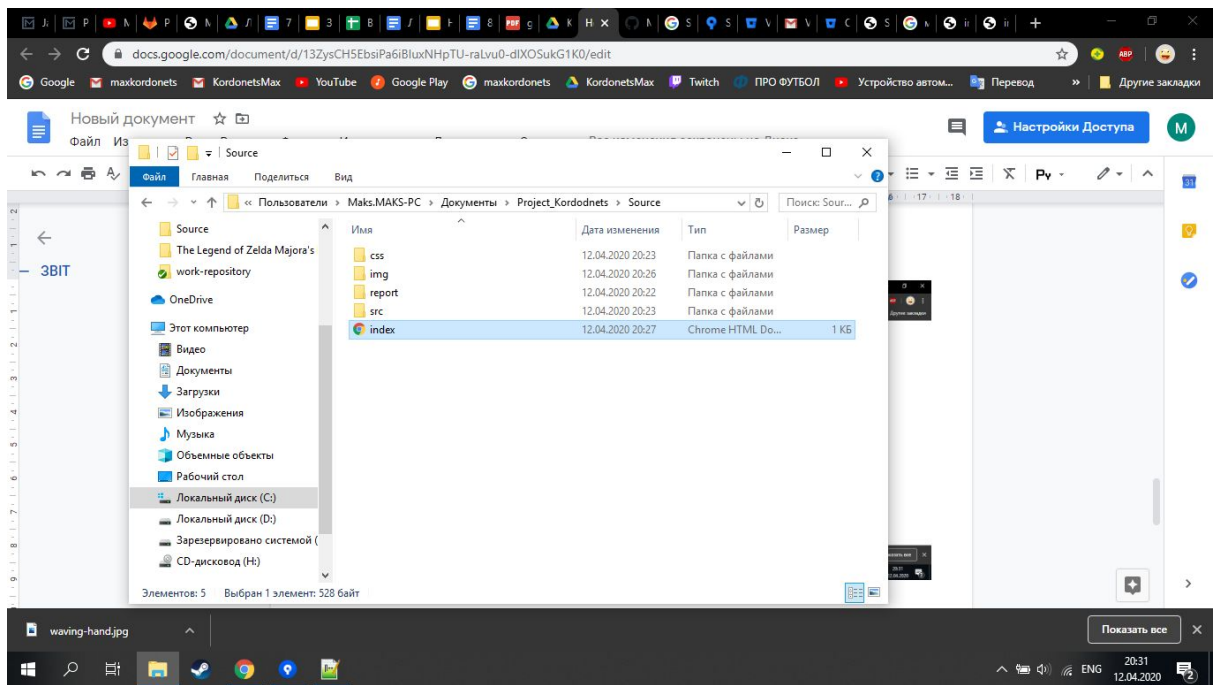 docs.google.com/document/d/13ZysCH5EbsiPa6iBluxNHpTU-raLvu0-dlXOSukG1K0/edit
ABP
Google maxkordonets KordonetsMax YouTube Google Play maxkordonets KordonetsMax Twitch ПРО ФУТБОЛ Устройство автом... Перевод » Другие закладки
Новый документ
Настройки Доступа
M
Файл
Source
Файл Главная Поделиться Вид
« Пользователи › Maks.MAKS-PC › Документы › Project_Kordodnets › Source
Поиск: Sour...
ЗВІТ
Source
The Legend of Zelda Majora's
work-repository
OneDrive
Этот компьютер
Видео
Документы
Загрузки
Изображения
Музыка
Объемные объекты
Рабочий стол
Локальный диск (C:)
Локальный диск (D:)
Зарезервировано системой (
CD-дисковод (H:)
Имя Дата изменения Тип Размер
css 12.04.2020 20:23 Папка с файлами
img 12.04.2020 20:26 Папка с файлами
report 12.04.2020 20:22 Папка с файлами
src 12.04.2020 20:23 Папка с файлами
index 12.04.2020 20:27 Chrome HTML Do... 1 КБ
Элементов: 5 Выбран 1 элемент: 528 байт
waving-hand.jpg
Показать все
ENG
20:31
12.04.2020